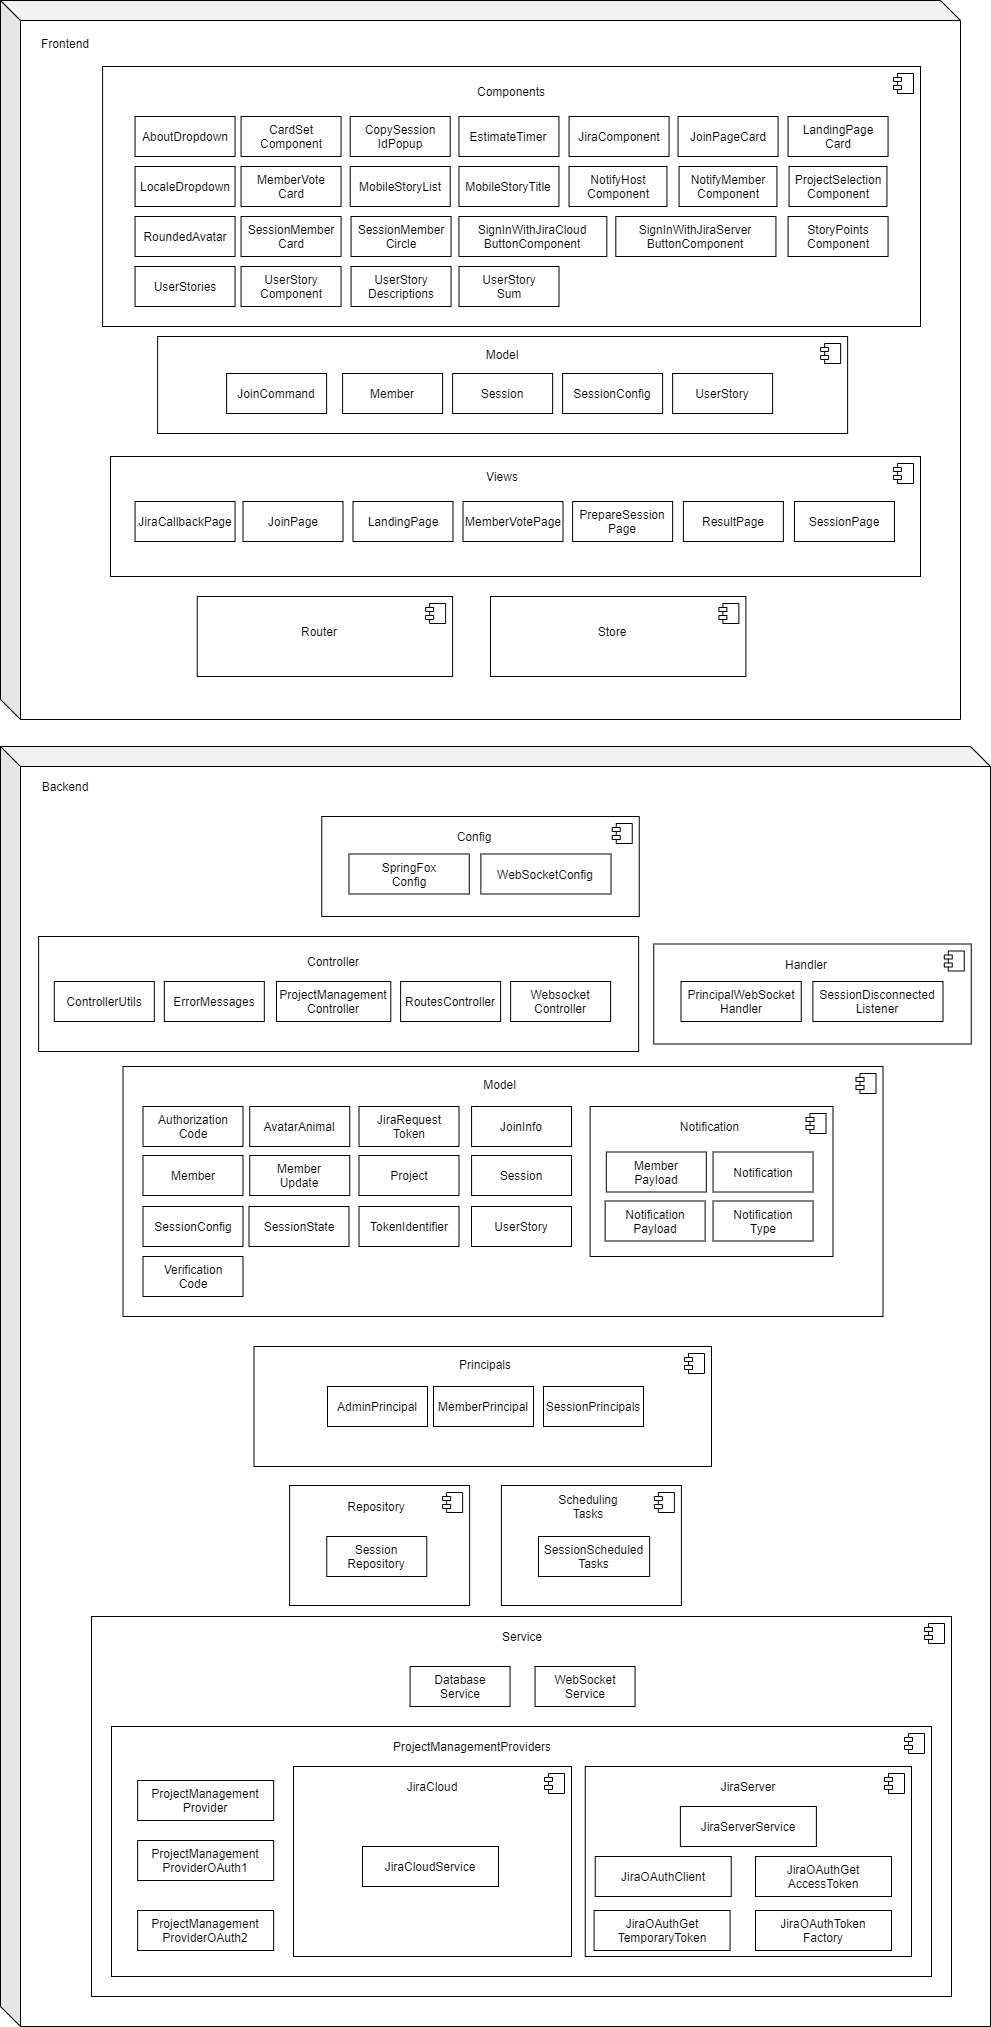 Frontend
Components
AboutDropdown
CardSet
Component
CopySession
IdPopup
EstimateTimer
JiraComponent
JoinPageCard
LandingPage
Card
LocaleDropdown
MemberVote
Card
MobileStoryList
MobileStoryTitle
NotifyHost
Component
NotifyMember
Component
ProjectSelection
Component
RoundedAvatar
SessionMember
Card
SessionMember
Circle
SignInWithJiraCloud
ButtonComponent
SignInWithJiraServer
ButtonComponent
StoryPoints
Component
UserStories
UserStory
Component
UserStory
Descriptions
UserStory
Sum
Model
JoinCommand
Member
Session
SessionConfig
UserStory
Views
JiraCallbackPage
JoinPage
LandingPage
MemberVotePage
PrepareSession
Page
ResultPage
SessionPage
Router
Store
Backend
Config
SpringFox
Config
WebSocketConfig
Controller
ControllerUtils
ErrorMessages
ProjectManagement
Controller
RoutesController
Websocket
Controller
Handler
PrincipalWebSocket
Handler
SessionDisconnected
Listener
Model
Authorization
Code
AvatarAnimal
JiraRequest
Token
JoinInfo
Member
Member
Update
Project
Session
SessionConfig
SessionState
TokenIdentifier
UserStory
Verification
Code
Notification
Member
Payload
Notification
Notification
Payload
Notification
Type
Principals
AdminPrincipal
MemberPrincipal
SessionPrincipals
Repository
Session
Repository
Scheduling
Tasks
SessionScheduled
Tasks
Service
Database
Service
WebSocket
Service
ProjectManagementProviders
ProjectManagement
Provider
ProjectManagement
ProviderOAuth1
ProjectManagement
ProviderOAuth2
JiraCloud
JiraCloudService
JiraServer
JiraServerService
JiraOAuthClient
JiraOAuthGet
AccessToken
JiraOAuthGet
TemporaryToken
JiraOAuthToken
Factory